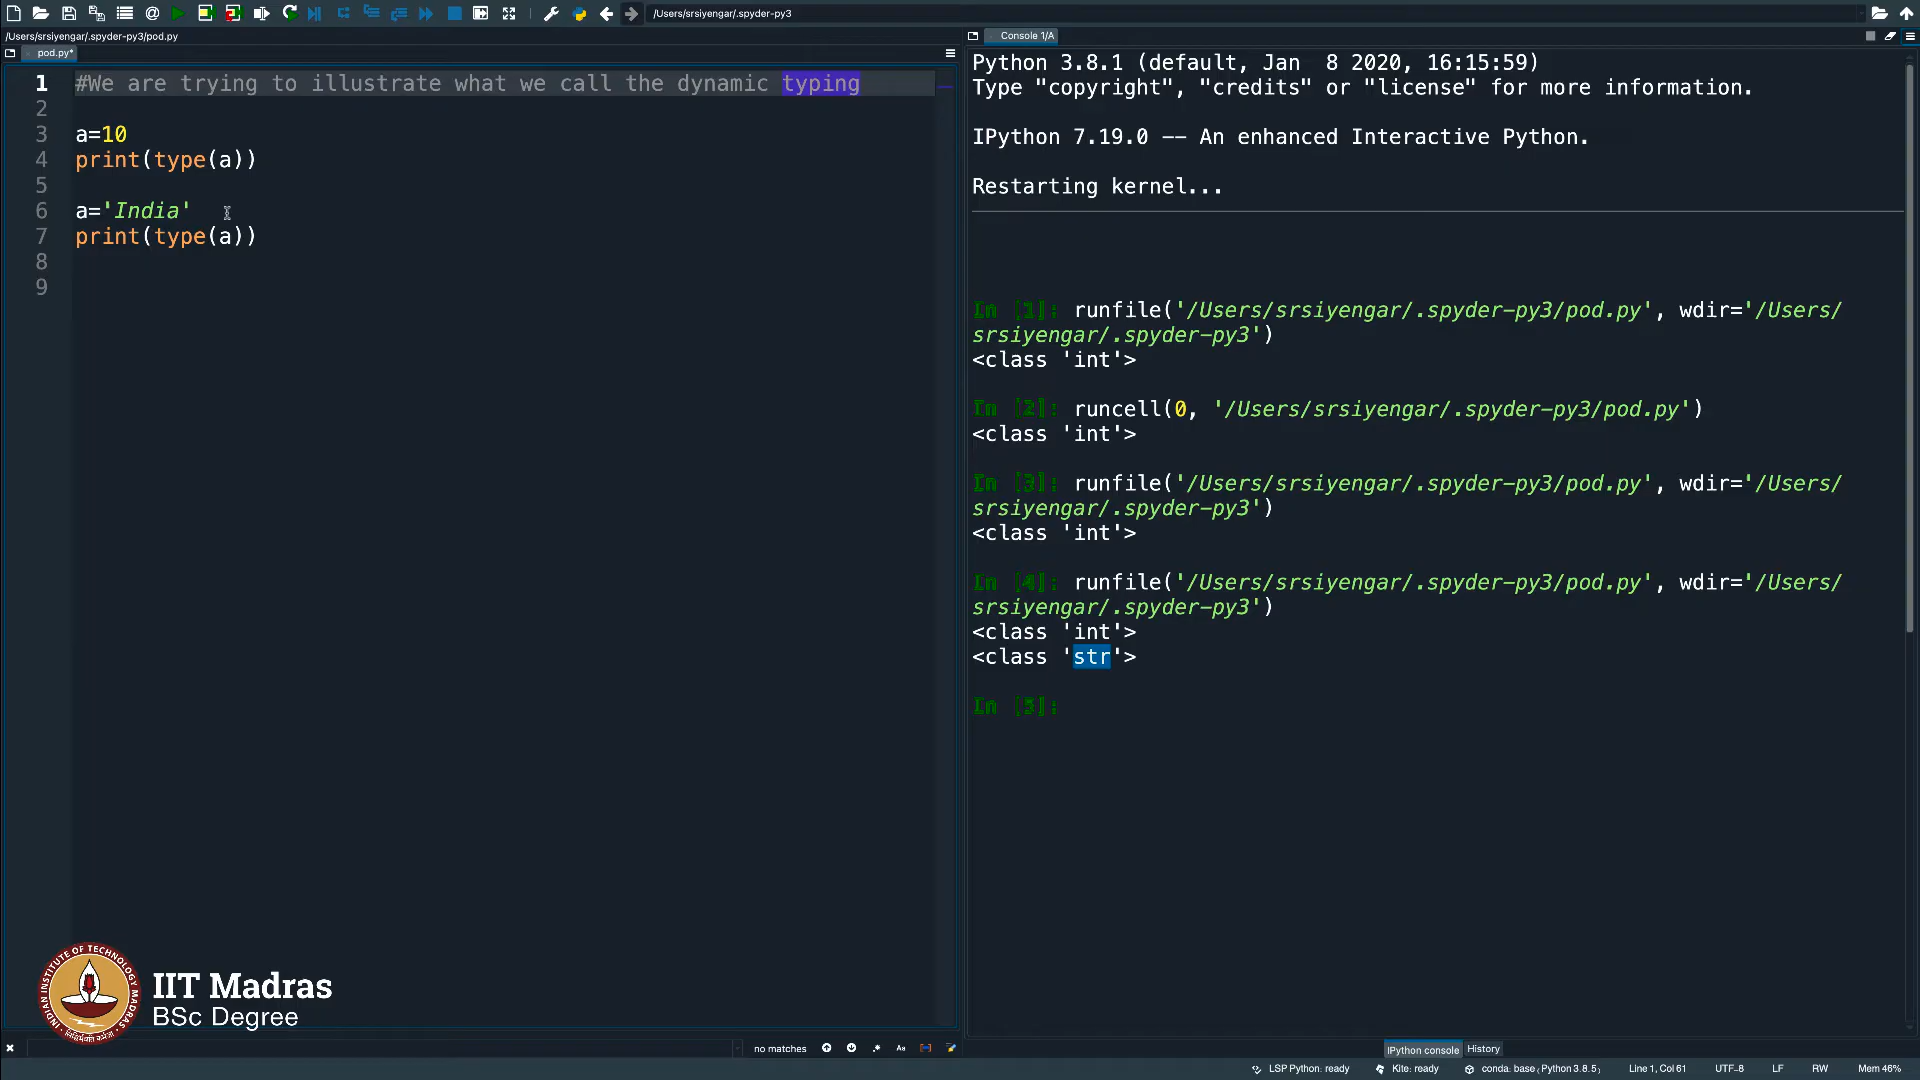 /Users/srsiyengar/.spyder-py3
/Users/srsiyengar/.spyder-py3/pod.py
pod.py*
1 #We are trying to illustrate what we call the dynamic typing
2
3 a=10
4 print(type(a))
5
6 a='India'
7 print(type(a))
8
9
Console 1/A
Python 3.8.1 (default, Jan  8 2020, 16:15:59)
Type "copyright", "credits" or "license" for more information.
IPython 7.19.0 -- An enhanced Interactive Python.
Restarting kernel...
In [1]: runfile('/Users/srsiyengar/.spyder-py3/pod.py', wdir='/Users/
srsiyengar/.spyder-py3')
<class 'int'>
In [2]: runcell(0, '/Users/srsiyengar/.spyder-py3/pod.py')
<class 'int'>
In [3]: runfile('/Users/srsiyengar/.spyder-py3/pod.py', wdir='/Users/
srsiyengar/.spyder-py3')
<class 'int'>
In [4]: runfile('/Users/srsiyengar/.spyder-py3/pod.py', wdir='/Users/
srsiyengar/.spyder-py3')
<class 'int'>
<class 'str'>
In [5]:
INDIAN INSTITUTE OF TECHNOLOGY MADRAS
IIT Madras
BSc Degree
no matches
Aa
IPython console
History
LSP Python: ready
Kite: ready
conda: base (Python 3.8.5)
Line 1, Col 61
UTF-8
LF
RW
Mem 46%